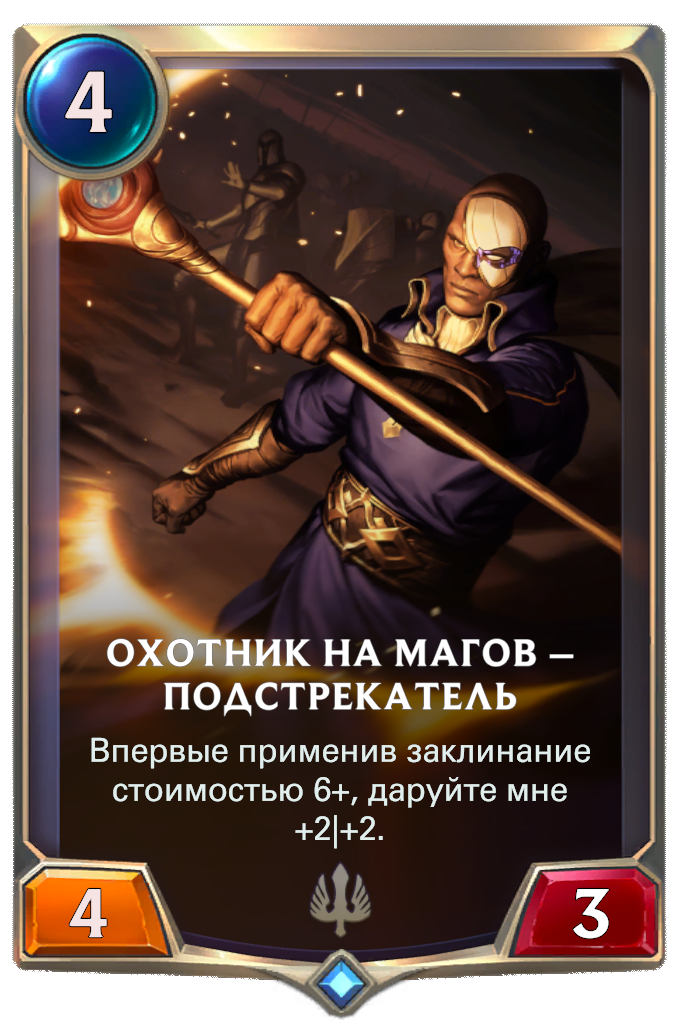 4
ОХОТНИК НА МАГОВ –
ПОДСТРЕКАТЕЛЬ
Впервые применив заклинание
стоимостью 6+, даруйте мне
+2|+2.
4
3